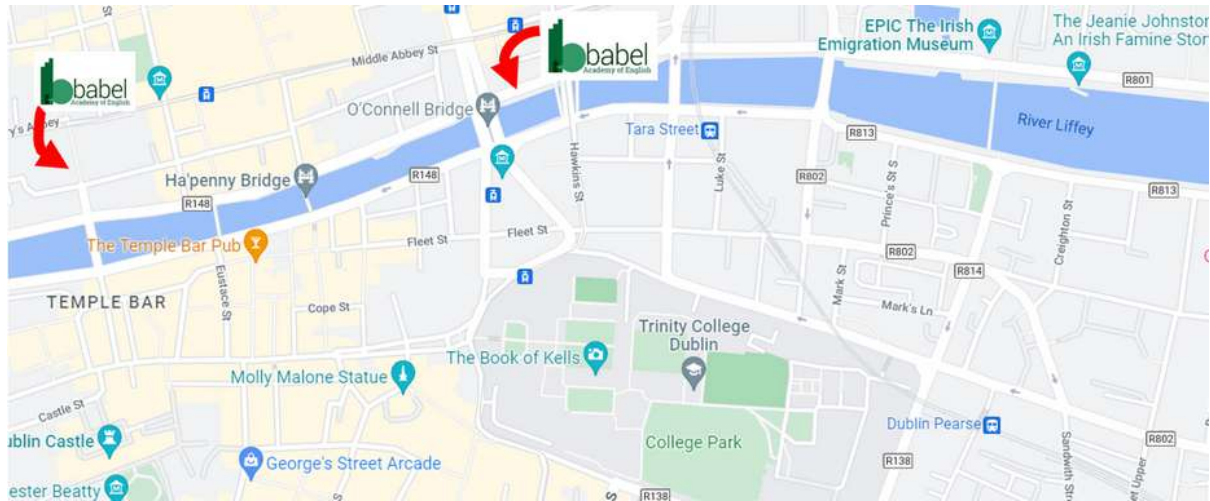 babel
Academy of English
babel
Academy of English
EPIC The Irish
Emigration Museum
The Jeanie Johnston
An Irish Famine Stor
Middle Abbey St
R801
y's Abbey
O'Connell Bridge
River Liffey
Tara Street
R813
Hawkins St
Luke St
Ha'penny Bridge
R148
R802
Prince's St S
R813
R148
Creighton St
The Temple Bar Pub
Fleet St
Fleet St
R802
R814
Eustace St
TEMPLE BAR
Cope St
Mark St
Mark's Ln
Trinity College
Dublin
The Book of Kells
Molly Malone Statue
Castle St
Dublin Pearse
ublin Castle
College Park
R802
George's Street Arcade
R138
Sandwith St
et Upper
ester Beatty
R138
S